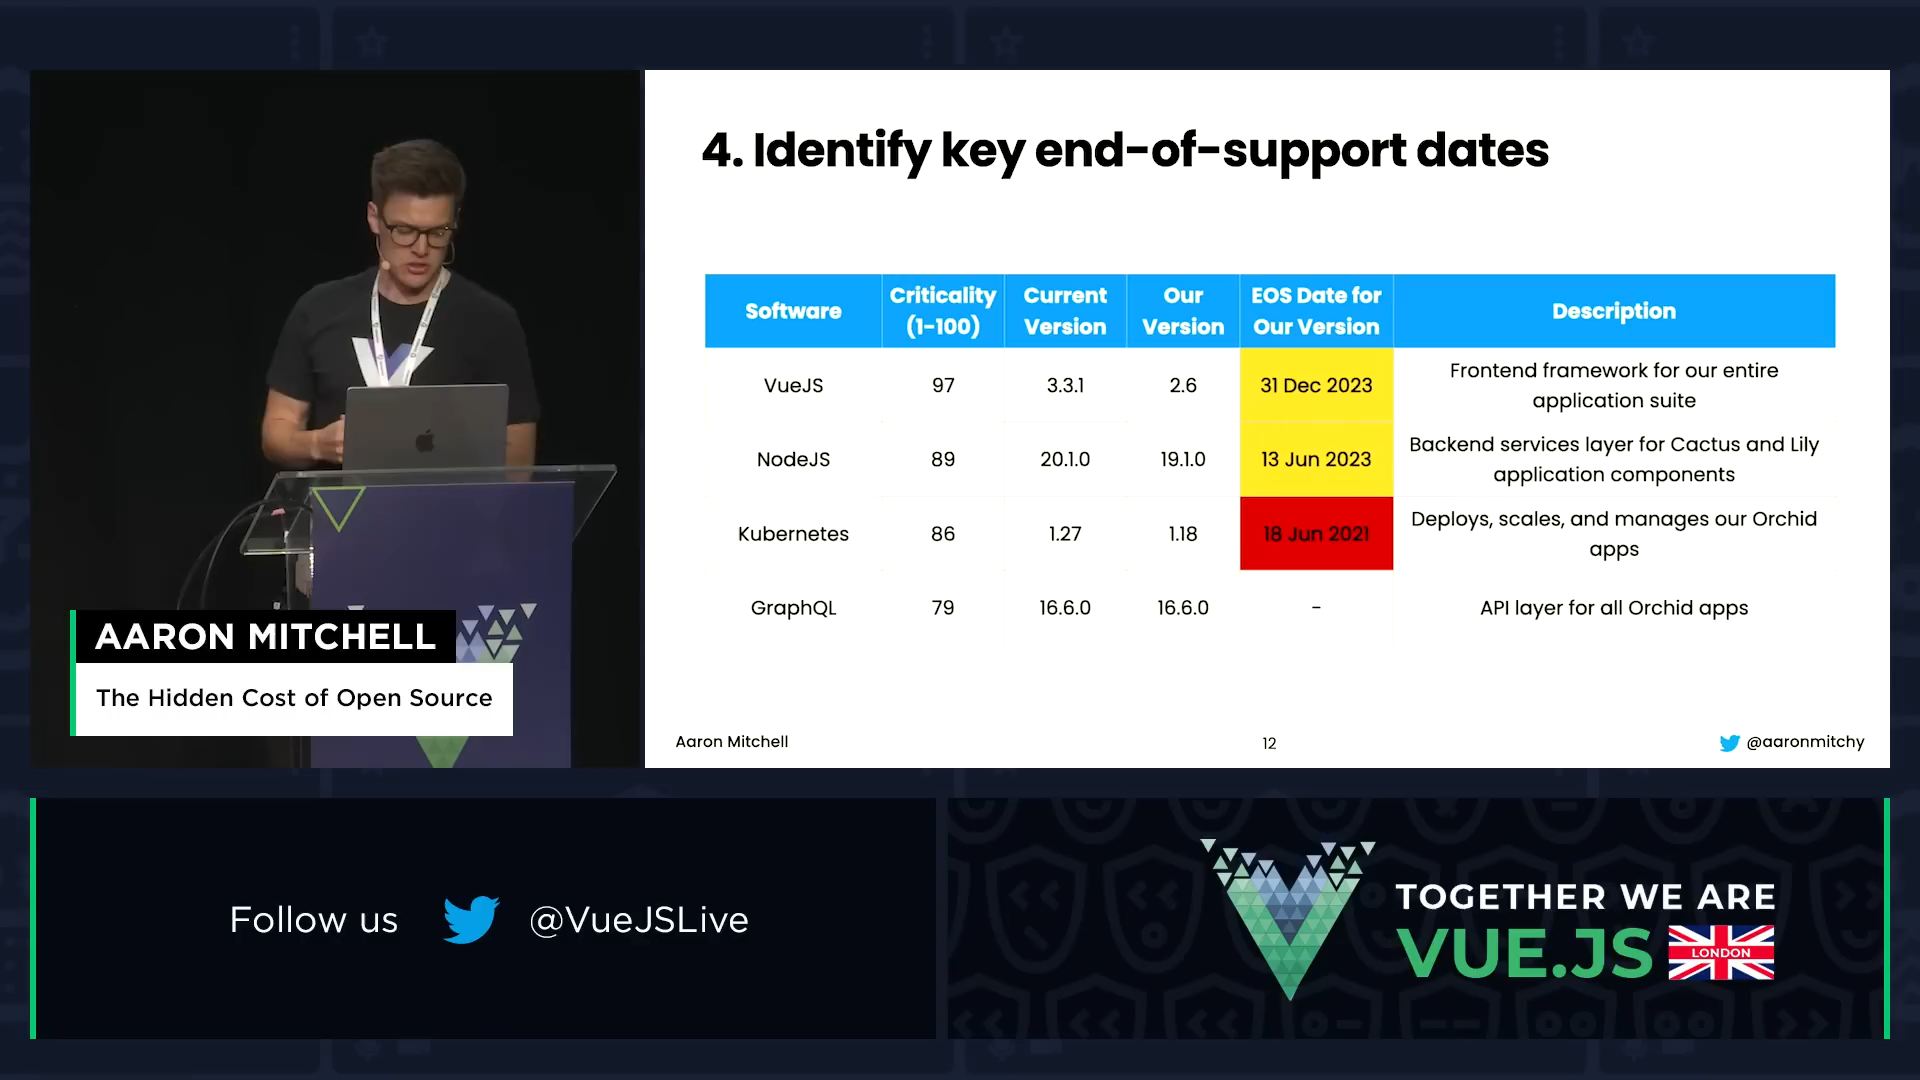 4. Identify key end-of-support dates
Software
Criticality
(1-100)
Current
Version
Our
Version
EOS Date for
Our Version
Description
VueJS
97
3.3.1
2.6
31 Dec 2023
Frontend framework for our entire
application suite
NodeJS
89
20.1.0
19.1.0
13 Jun 2023
Backend services layer for Cactus and Lily
application components
Kubernetes
86
1.27
1.18
18 Jun 2021
Deploys, scales, and manages our Orchid
apps
GraphQL
79
16.6.0
16.6.0
-
API layer for all Orchid apps
Aaron Mitchell
12
@aaronmitchy
AARON MITCHELL
The Hidden Cost of Open Source
Follow us @VueJSLive
TOGETHER WE ARE
VUE.JS
LONDON